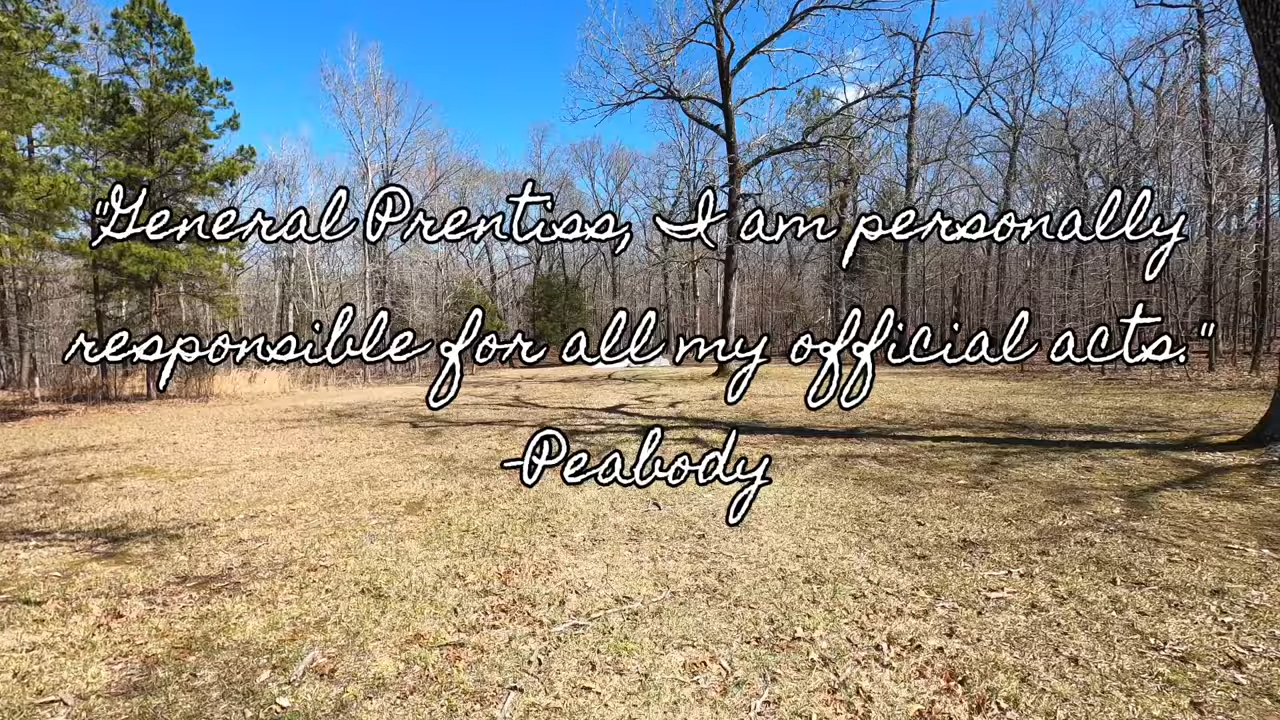 "General Prentiss, I am personally
responsible for all my official acts."
-Peabody